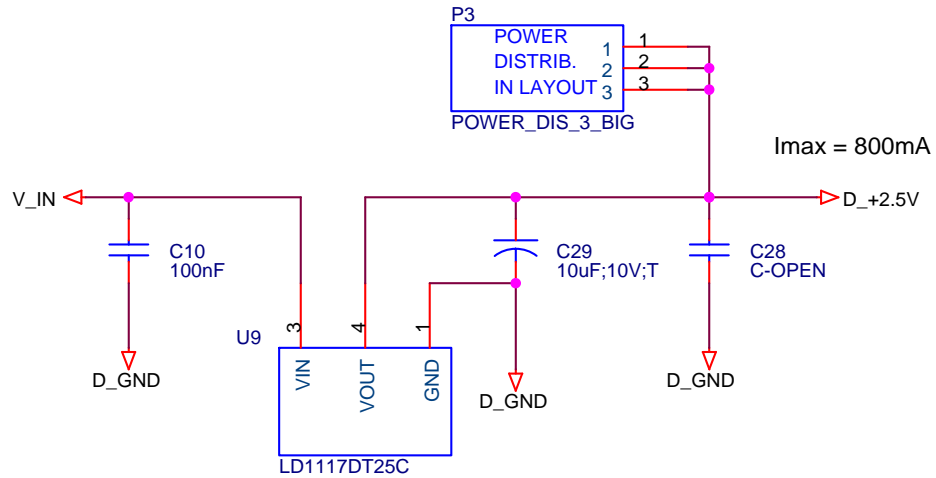 P3
POWER
DISTRIB.
IN LAYOUT
1
2
3
1
2
3
POWER_DIS_3_BIG
Imax = 800mA
V_IN
D_+2.5V
C10
100nF
C29
10uF;10V;T
C28
C-OPEN
3
4
1
U9
VIN
VOUT
GND
D_GND
D_GND
D_GND
LD1117DT25C